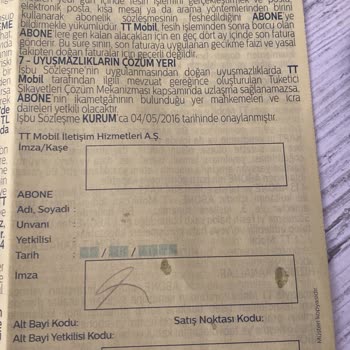 elektronik posta, kısa mesaj ya da arama yöntemlerinden birini
kullanarak abonelik sözleşmesinin feshedildiğini ABONE'ye
bildirmekle yükümlüdür. TT Mobil, fesih işleminden sonra borcu olan
ABONE'lere geri kalan alacakları için en geç dört ay içinde son fatura
gönderir. Bu süre sınırı, son faturaya uygulanan gecikme faizi ve yasal
takipten doğan faturalar için geçerli değildir.
7 - UYUŞMAZLIKLARIN ÇÖZÜM YERİ
İşbu Sözleşme'nin uygulanmasından doğan uyuşmazlıklarda TT
Mobil tarafından ilgili mevzuat gereğince oluşturulan Tüketici
Şikayetleri Çözüm Mekanizması kapsamında uzlaşma sağlanamazsa,
ABONE'nin ikametgâhının bulunduğu yer mahkemeleri ve icra
daireleri yetkili olacaktır.
İşbu Sözleşme KURUM'ca 04/05/2016 tarihinde onaylanmıştır.
TT Mobil İletişim Hizmetleri A.Ş.
İmza/Kaşe
ABONE
Adı, Soyadı :
Unvanı :
Yetkilisi :
Tarih :
İmza
Alt Bayi Kodu: Satış Noktası Kodu:
Alt Bayi Yetkilisi Kodu:
Müşteri Kopyasıdır.